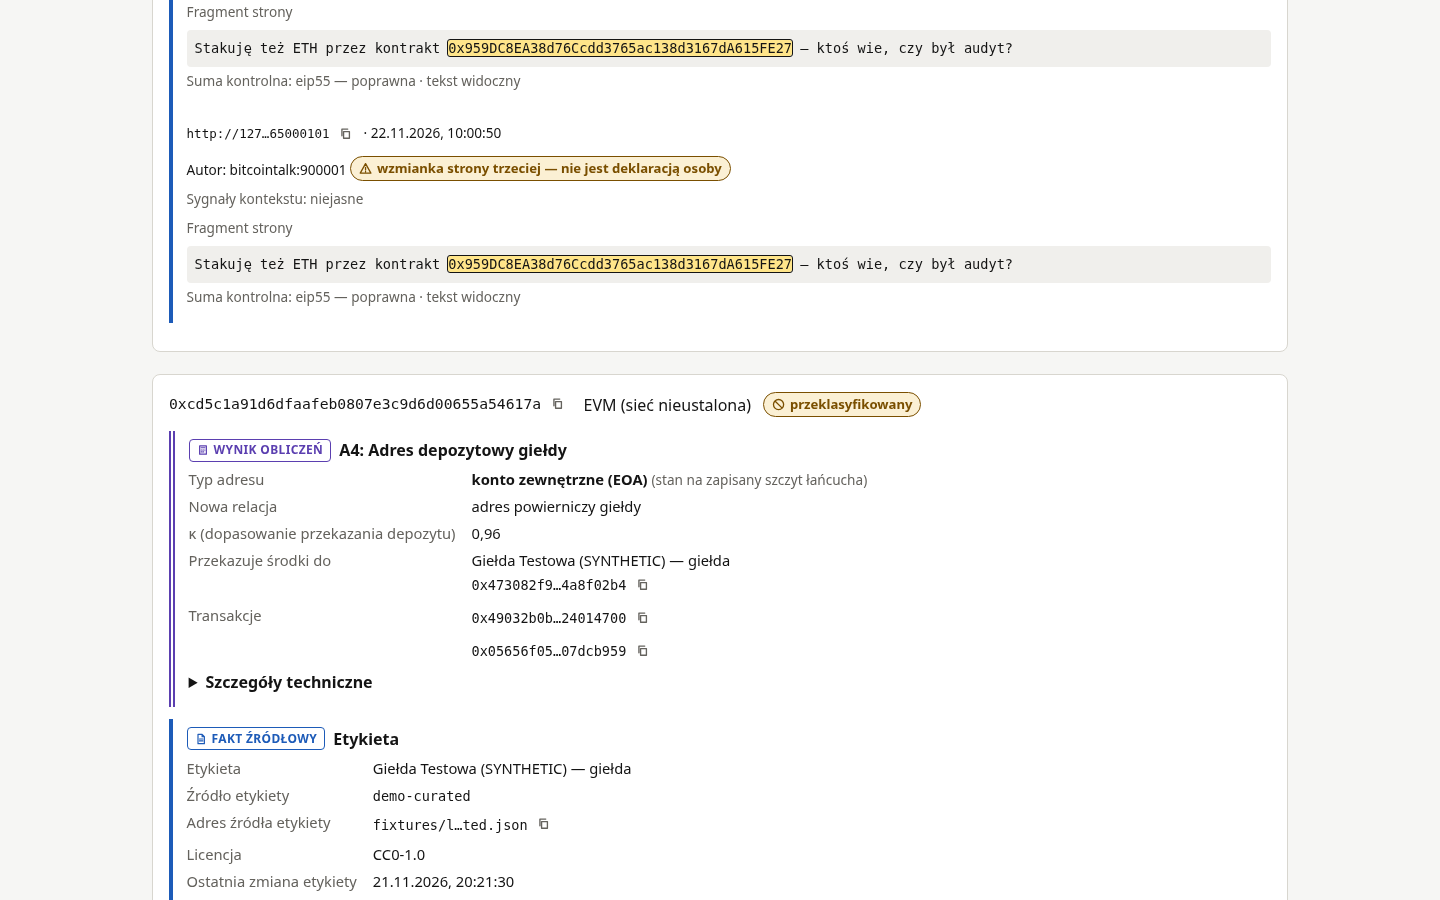 Fragment strony
Stakuję też ETH przez kontrakt 0x959DC8EA38d76Ccdd3765ac138d3167dA615FE27 — ktoś wie, czy był audyt?
Suma kontrolna: eip55 — poprawna · tekst widoczny
http://127…65000101 · 22.11.2026, 10:00:50
Autor: bitcointalk:900001 wzmianka strony trzeciej — nie jest deklaracją osoby
Sygnały kontekstu: niejasne
Fragment strony
Stakuję też ETH przez kontrakt 0x959DC8EA38d76Ccdd3765ac138d3167dA615FE27 — ktoś wie, czy był audyt?
Suma kontrolna: eip55 — poprawna · tekst widoczny
0xcd5c1a91d6dfaafeb0807e3c9d6d00655a54617a EVM (sieć nieustalona) przeklasyfikowany
WYNIK OBLICZEŃ A4: Adres depozytowy giełdy
Typ adresu konto zewnętrzne (EOA) (stan na zapisany szczyt łańcucha)
Nowa relacja adres powierniczy giełdy
κ (dopasowanie przekazania depozytu) 0,96
Przekazuje środki do Giełda Testowa (SYNTHETIC) — giełda
0x473082f9…4a8f02b4
Transakcje 0x49032b0b…24014700
0x05656f05…07dcb959
Szczegóły techniczne
FAKT ŹRÓDŁOWY Etykieta
Etykieta Giełda Testowa (SYNTHETIC) — giełda
Źródło etykiety demo-curated
Adres źródła etykiety fixtures/l…ted.json
Licencja CC0-1.0
Ostatnia zmiana etykiety 21.11.2026, 20:21:30